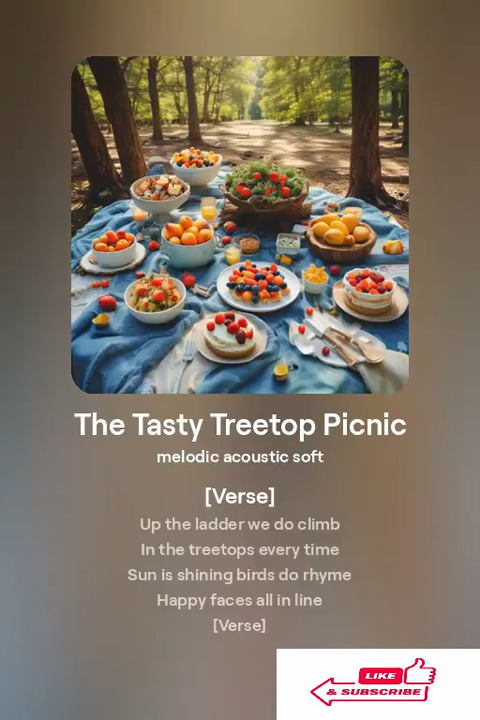 The Tasty Treetop Picnic
melodic acoustic soft
[Verse]
Up the ladder we do climb
In the treetops every time
Sun is shining birds do rhyme
Happy faces all in line
[Verse]
LIKE
& SUBSCRIBE